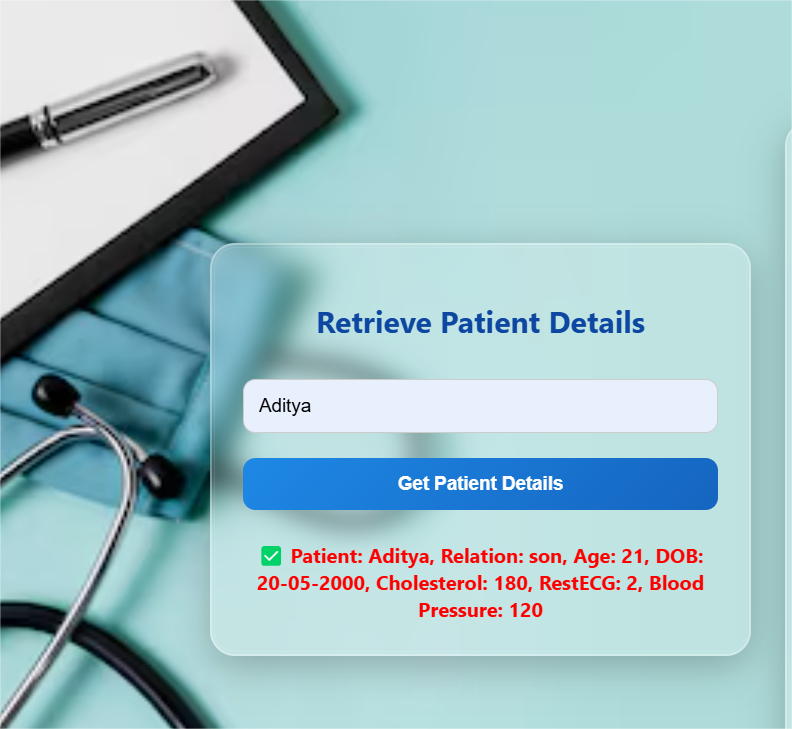 Retrieve Patient Details
Aditya
Get Patient Details
✅ Patient: Aditya, Relation: son, Age: 21, DOB:
20-05-2000, Cholesterol: 180, RestECG: 2, Blood
Pressure: 120